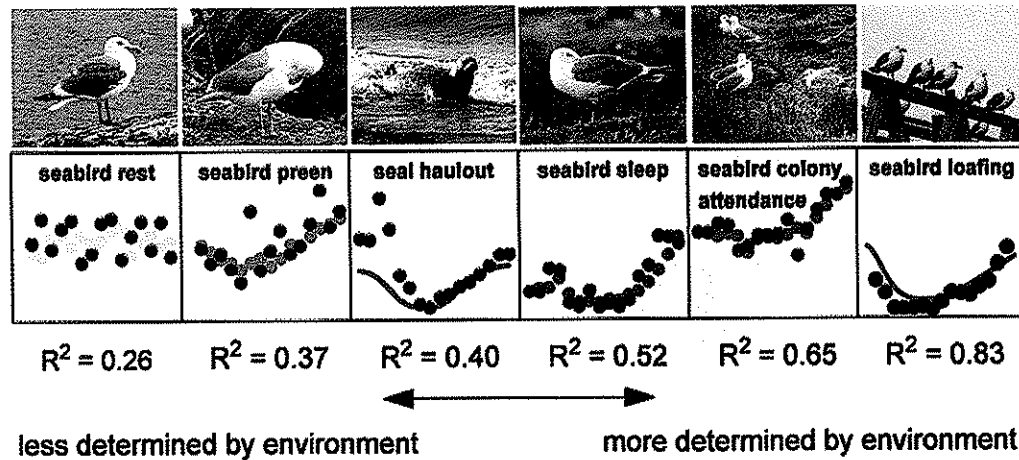 seabird rest
seabird preen
seal haulout
seabird sleep
seabird colony
attendance
seabird loafing
R² = 0.26
R² = 0.37
R² = 0.40
R² = 0.52
R² = 0.65
R² = 0.83
less determined by environment
more determined by environment